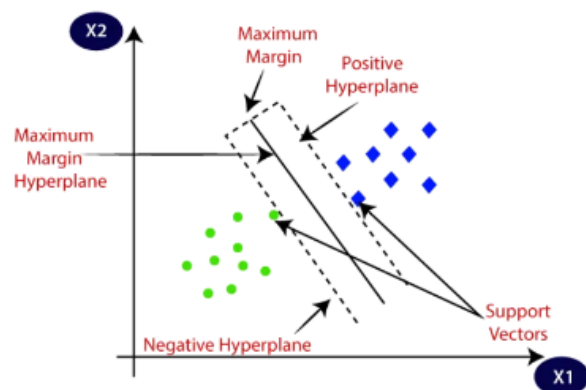 X2
Maximum
Margin
Positive
Hyperplane
Maximum
Margin
Hyperplane
Support
Vectors
Negative Hyperplane
X1